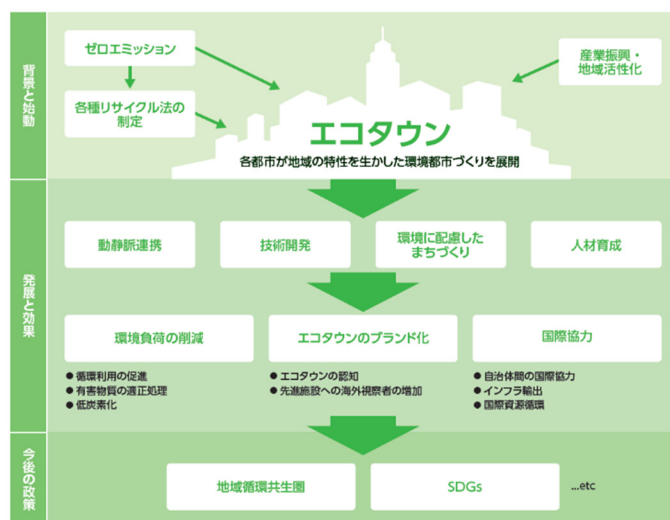 背景と始動
ゼロエミッション
各種リサイクル法の
制定
産業振興・
地域活性化
エコタウン
各都市が地域の特性を生かした環境都市づくりを展開
発展と効果
動静脈連携
技術開発
環境に配慮した
まちづくり
人材育成
環境負荷の削減
● 循環利用の促進
● 有害物質の適正処理
● 低炭素化
エコタウンのブランド化
● エコタウンの認知
● 先進施設への海外視察者の増加
国際協力
● 自治体間の国際協力
● インフラ輸出
● 国際資源循環
今後の政策
地域循環共生圏
SDGs
...etc